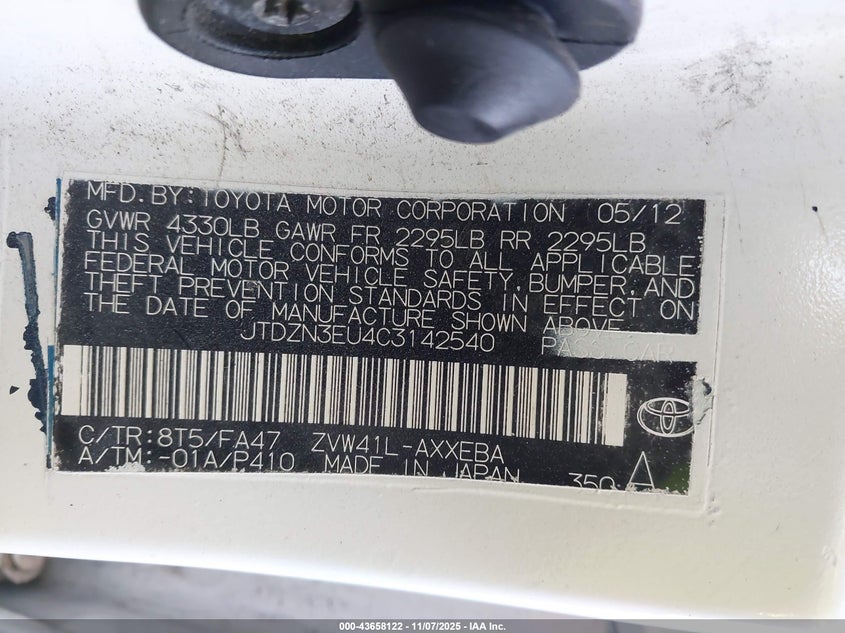 MFD.BY:TOYOTA MOTOR CORPORATION 05/12
GVWR 4330LB GAWR FR 2295LB RR 2295LB
THIS VEHICLE CONFORMS TO ALL APPLICABLE
FEDERAL MOTOR VEHICLE SAFETY,BUMPER,AND
THEFT PREVENTION STANDARDS IN EFFECT ON
THE DATE OF MANUFACTURE SHOWN ABOVE.
JTDZN3EU4C3142540
C/TR:8T5/FA47 ZVW41L-AXXEBA
A/TM:-01A/P410 MADE IN JAPAN A
000-43658122 - 11/07/2025 - IAA Inc.